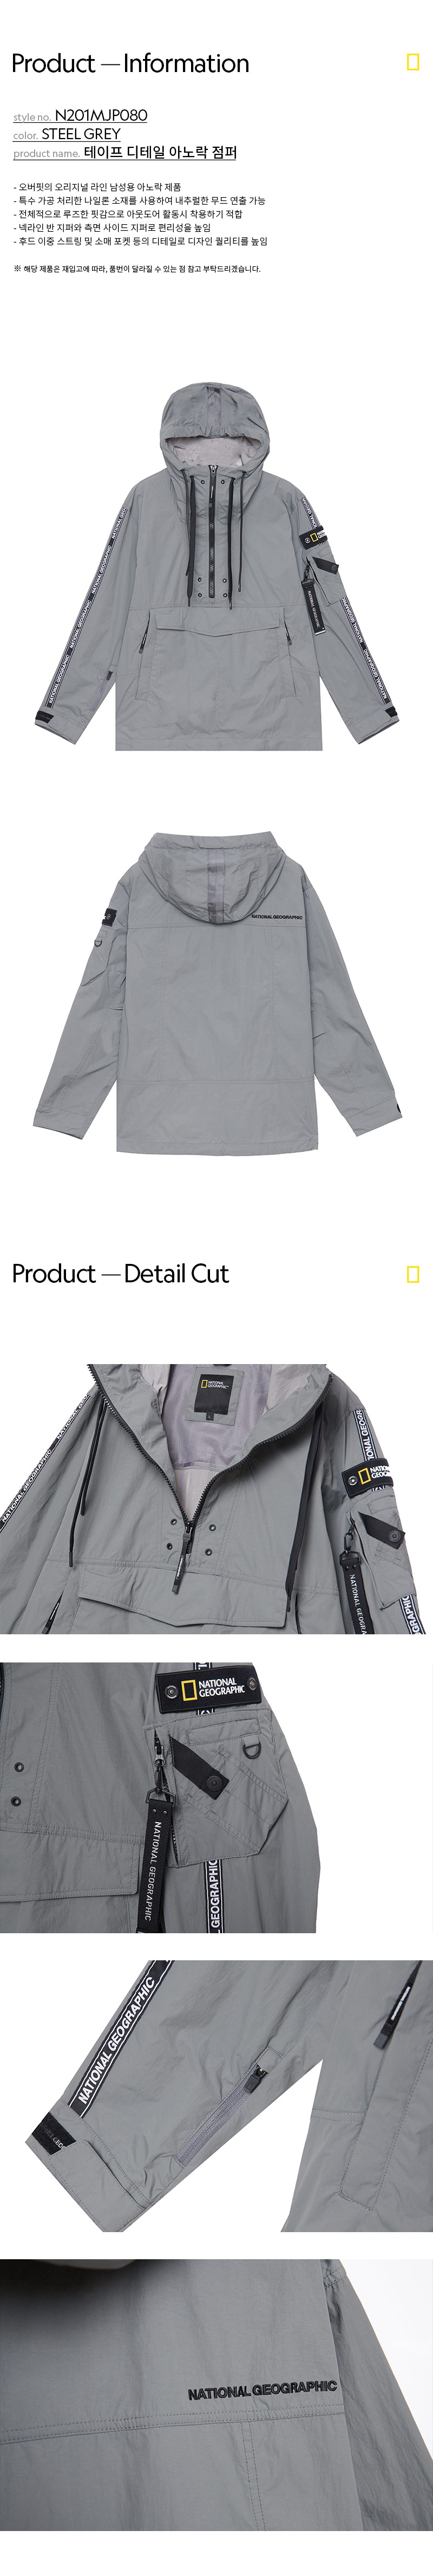 Product — Information
style no. N201MJP080
color. STEEL GREY
product name. 테이프 디테일 아노락 점퍼
- 오버핏의 오리지널 라인 남성용 아노락 제품
- 특수 가공 처리한 나일론 소재를 사용하여 내추럴한 무드 연출 가능
- 전체적으로 루즈한 핏감으로 아웃도어 활동시 착용하기 적합
- 넥라인 반 지퍼와 측면 사이드 지퍼로 편리성을 높임
- 후드 이중 스트링 및 소매 포켓 등의 디테일로 디자인 퀄리티를 높임
※ 해당 제품은 재입고에 따라, 품번이 달라질 수 있는 점 참고 부탁드리겠습니다.
NATIONAL GEOGRAPHIC
NATIONAL GEOGRAPHIC
NATIONAL GEOGRAPHIC
NATIONAL GEOGRAPHIC
NATIONAL GEOGRAPHIC
Product — Detail Cut
NATIONAL
GEOGRAPHIC
NATIONAL GEOGRAPHIC
NATIONAL
GEOGRAPHIC
NATIONAL
GEOGRAPHIC
NATIONAL GEOGRAPHIC
GEOGRAPHIC
NATIONAL GEOGRAPHIC
NATIONAL GEOGRAPHIC